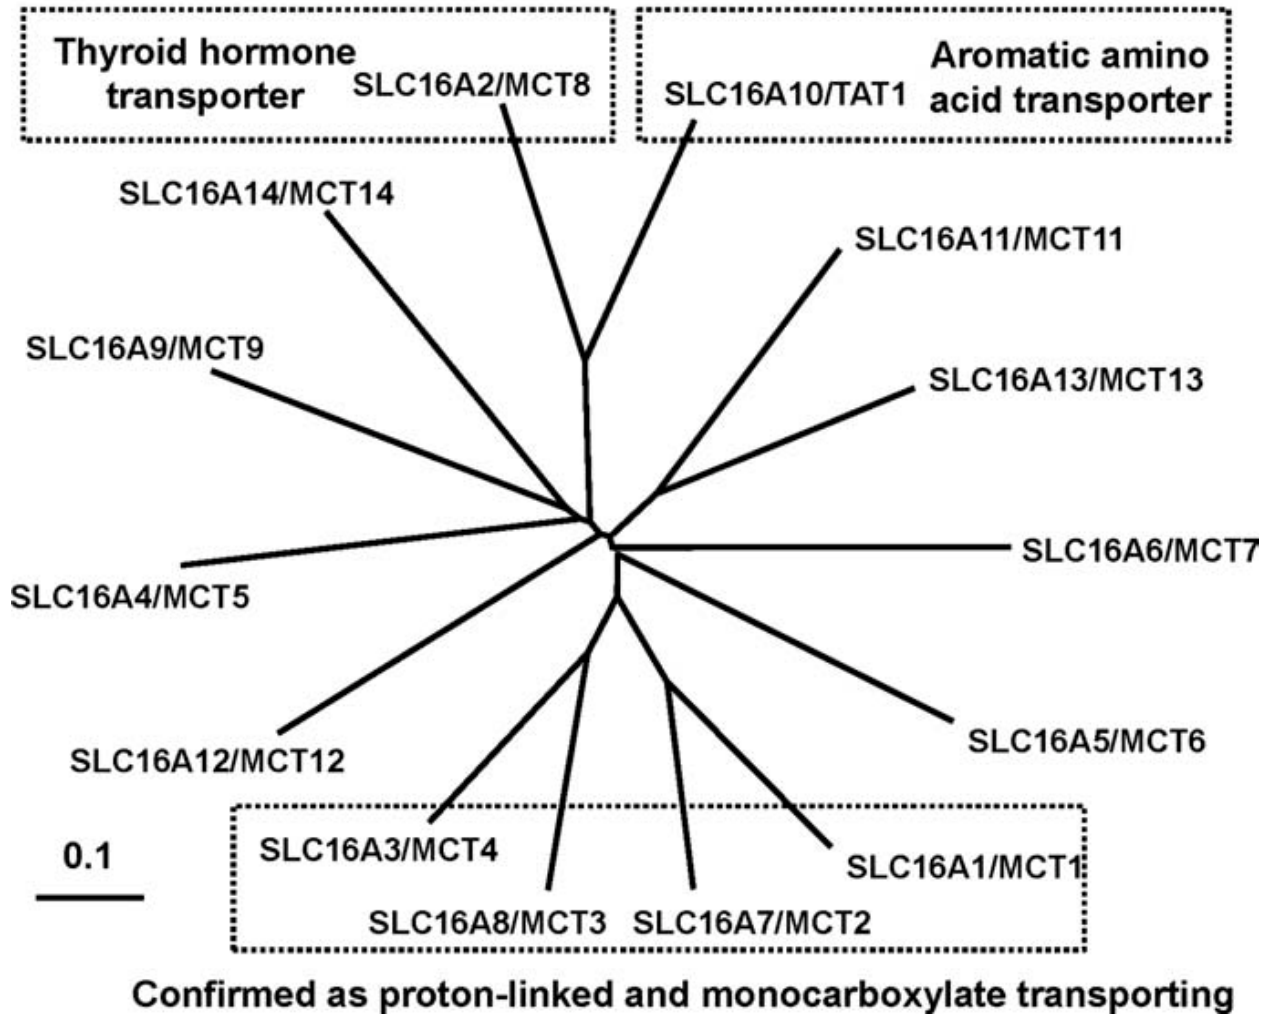 Thyroid hormone
transporter
SLC16A2/MCT8
SLC16A10/TAT1
Aromatic amino
acid transporter
SLC16A14/MCT14
SLC16A11/MCT11
SLC16A9/MCT9
SLC16A13/MCT13
SLC16A6/MCT7
SLC16A4/MCT5
SLC16A5/MCT6
SLC16A12/MCT12
0.1
SLC16A3/MCT4
SLC16A1/MCT1
SLC16A8/MCT3
SLC16A7/MCT2
Confirmed as proton-linked and monocarboxylate transporting